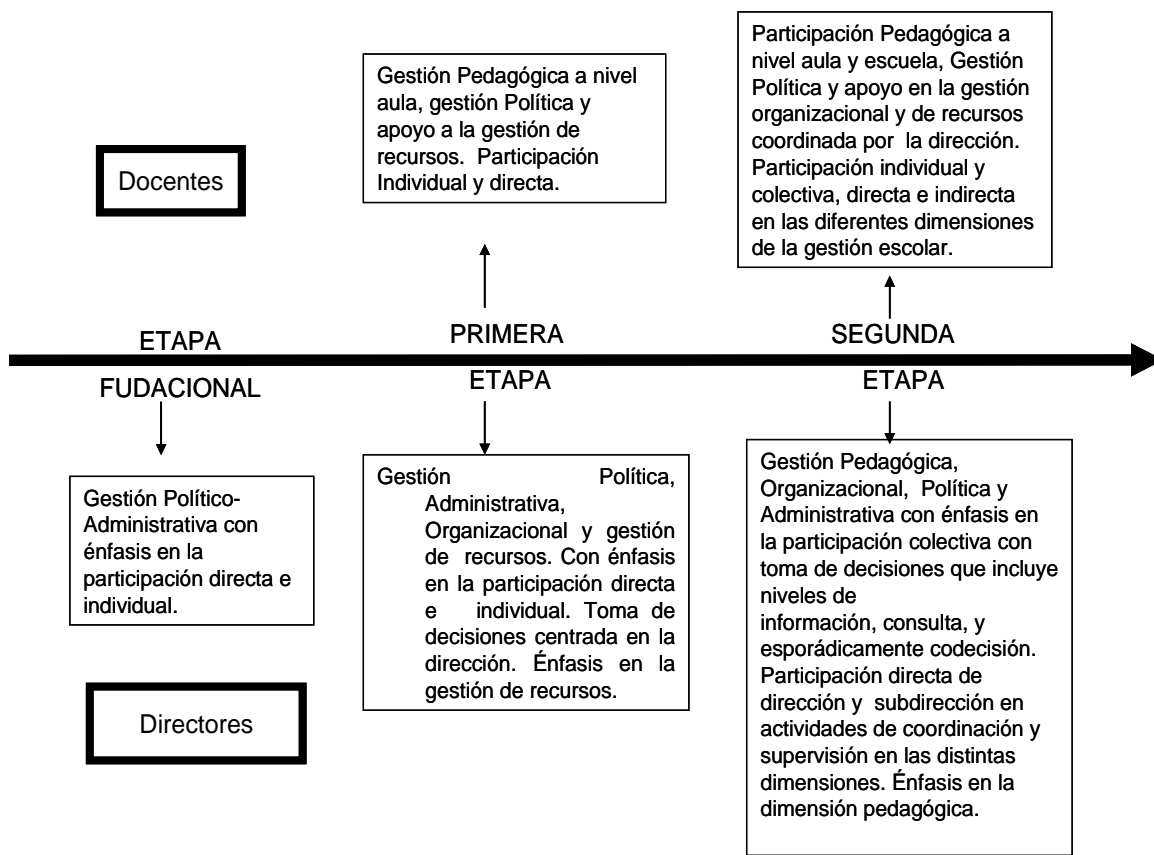 Docentes
Gestión Pedagógica a nivel
aula, gestión Política y
apoyo a la gestión de
recursos. Participación
Individual y directa.
Participación Pedagógica a
nivel aula y escuela, Gestión
Política y apoyo en la gestión
organizacional y de recursos
coordinada por la dirección.
Participación individual y
colectiva, directa e indirecta
en las diferentes dimensiones
de la gestión escolar.
ETAPA
FUDACIONAL
PRIMERA
ETAPA
SEGUNDA
ETAPA
Gestión Político-
Administrativa con
énfasis en la
participación directa e
individual.
Gestión Política,
Administrativa,
Organizacional y gestión
de recursos. Con énfasis
en la participación directa
e individual. Toma de
decisiones centrada en la
dirección. Énfasis en la
gestión de recursos.
Gestión Pedagógica,
Organizacional, Política y
Administrativa con énfasis en
la participación colectiva con
toma de decisiones que incluye
niveles de
información, consulta, y
esporádicamente codecisión.
Participación directa de
dirección y subdirección en
actividades de coordinación y
supervisión en las distintas
dimensiones. Énfasis en la
dimensión pedagógica.
Directores